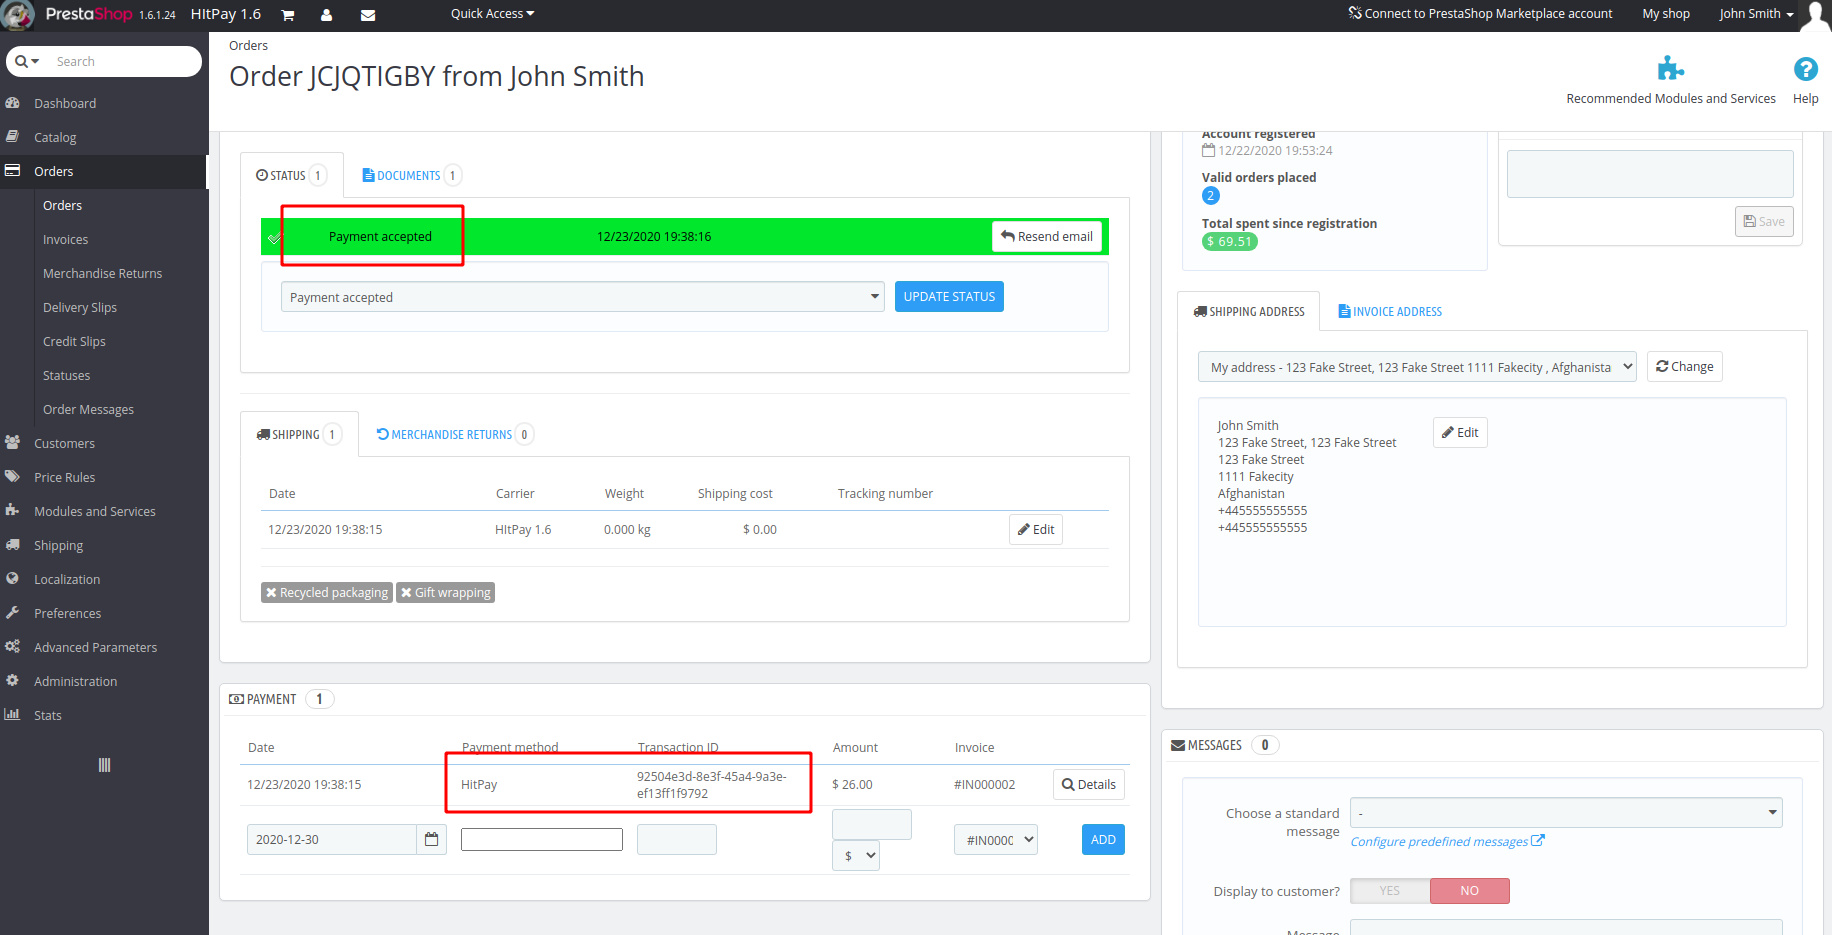 PrestaShop 1.6.1.24 HItPay 1.6 Quick Access Connect to PrestaShop Marketplace account My shop John Smith
Search
Dashboard
Catalog
Orders
Orders
Invoices
Merchandise Returns
Delivery Slips
Credit Slips
Statuses
Order Messages
Customers
Price Rules
Modules and Services
Shipping
Localization
Preferences
Advanced Parameters
Administration
Stats
Orders
Order JCJQTIGBY from John Smith
Recommended Modules and Services Help
STATUS 1 DOCUMENTS 1
Payment accepted 12/23/2020 19:38:16 Resend email
Payment accepted UPDATE STATUS
SHIPPING 1 MERCHANDISE RETURNS 0
Date Carrier Weight Shipping cost Tracking number
12/23/2020 19:38:15 HItPay 1.6 0.000 kg $ 0.00 Edit
Recycled packaging Gift wrapping
PAYMENT 1
Date Payment method Transaction ID Amount Invoice
12/23/2020 19:38:15 HitPay 92504e3d-8e3f-45a4-9a3e-
ef13ff1f9792 $ 26.00 #IN000002 Details
2020-12-30 $ #IN000 ADD
Account registered
12/22/2020 19:53:24
Valid orders placed
2
Total spent since registration
$ 69.51
Save
SHIPPING ADDRESS INVOICE ADDRESS
My address - 123 Fake Street, 123 Fake Street 1111 Fakecity , Afghanista Change
John Smith Edit
123 Fake Street, 123 Fake Street
123 Fake Street
1111 Fakecity
Afghanistan
+445555555555
+445555555555
MESSAGES 0
Choose a standard
message -
Configure predefined messages
Display to customer? YES NO
Message